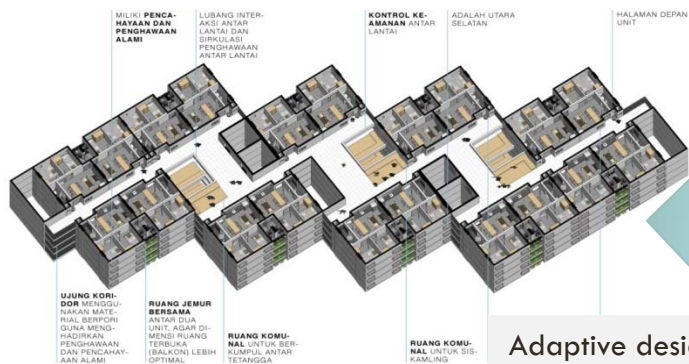 MILIKI PENCA-
HAYAAN DAN
PENGHAWAAN
ALAMI
LUBANG INTER-
AKSI ANTAR
LANTAI DAN
SIRKULASI
PENGHAWAAN
ANTAR LANTAI
KONTROL KE-
AMANAN ANTAR
LANTAI
ADALAH UTARA
SELATAN
HALAMAN DEPAN
UNIT
UJUNG KORI-
DOR MENGGU-
NAKAN MATE-
RIAL BERPORI
GUNA MENG-
HADIRKAN
PENGHAWAAN
DAN PENCAHAY-
AAN ALAMI
RUANG JEMUR
BERSAMA
ANTAR DUA
UNIT, AGAR DI-
MENSI RUANG
TERBUKA
(BALKON) LEBIH
OPTIMAL
RUANG KOMU-
NAL UNTUK BER-
KUMPUL ANTAR
TETANGGA
RUANG KOMU-
NAL UNTUK SIS-
KAMLING
Adaptive desi